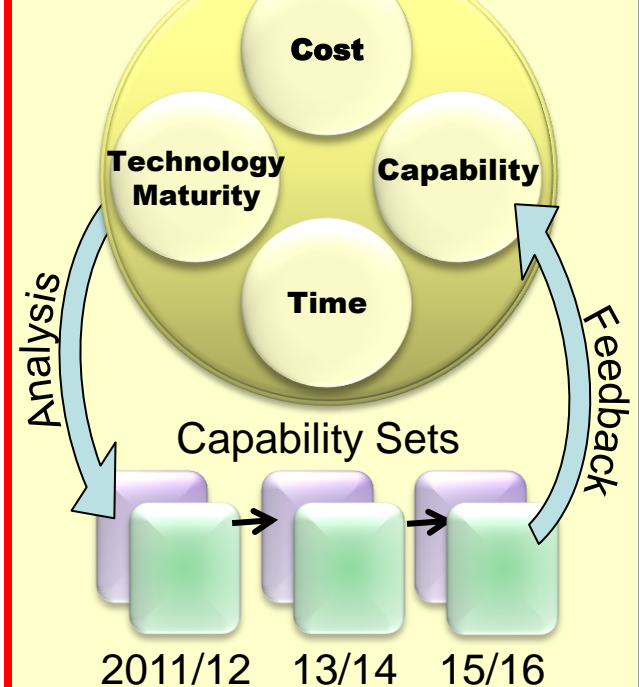 Cost
Technology
Maturity
Capability
Time
Analysis
Feedback
Capability Sets
2011/12
13/14
15/16